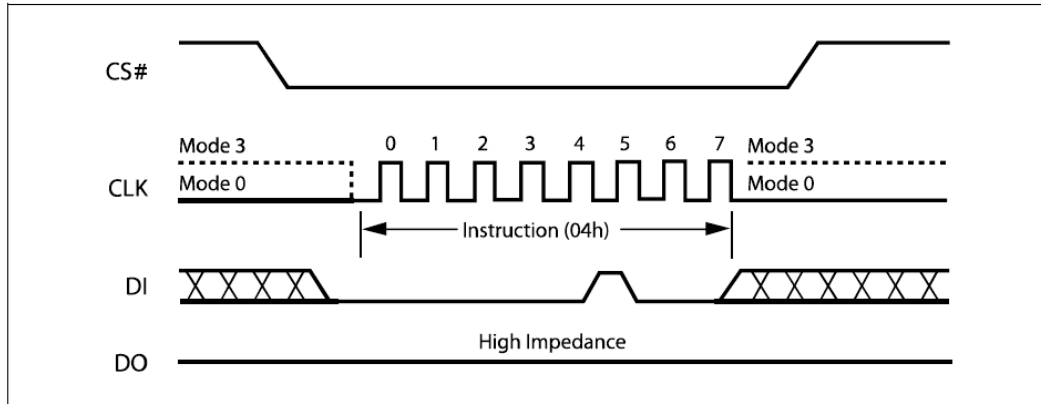 CS#
Mode 3
0 1 2 3 4 5 6 7
Mode 3
CLK
Mode 0
Mode 0
Instruction (04h)
DI
High Impedance
DO